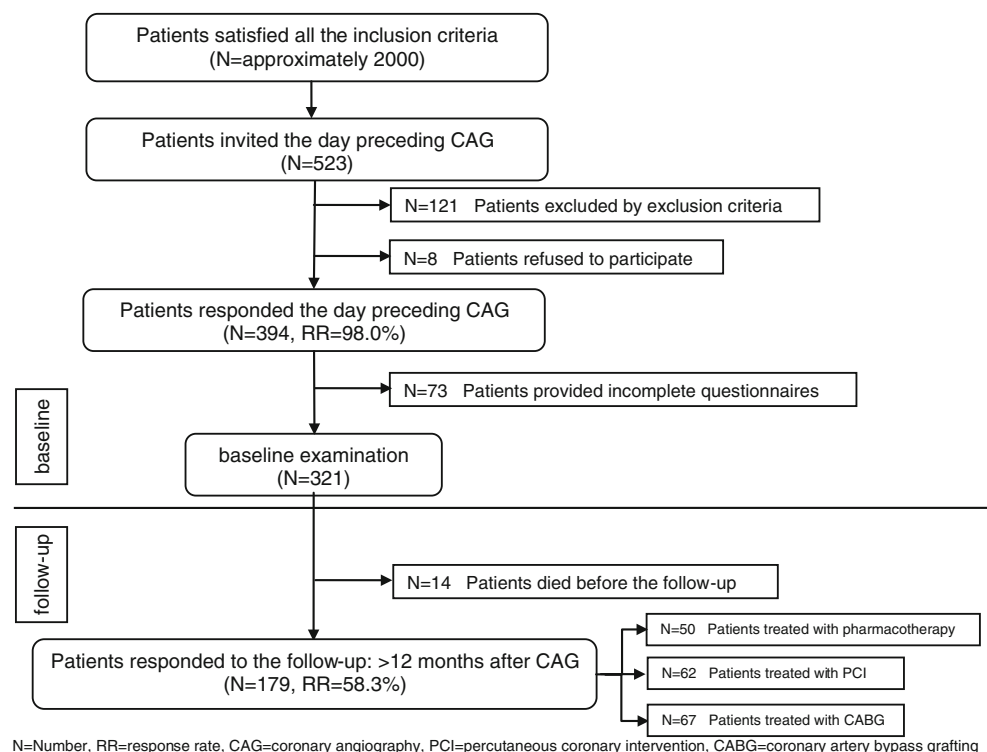 Patients satisfied all the inclusion criteria
(N=approximately 2000)
Patients invited the day preceding CAG
(N=523)
N=121 Patients excluded by exclusion criteria
N=8 Patients refused to participate
Patients responded the day preceding CAG
(N=394, RR=98.0%)
N=73 Patients provided incomplete questionnaires
baseline
baseline examination
(N=321)
follow-up
N=14 Patients died before the follow-up
Patients responded to the follow-up: >12 months after CAG
(N=179, RR=58.3%)
N=50 Patients treated with pharmacotherapy
N=62 Patients treated with PCI
N=67 Patients treated with CABG
N=Number, RR=response rate, CAG=coronary angiography, PCI=percutaneous coronary intervention, CABG=coronary artery bypass grafting